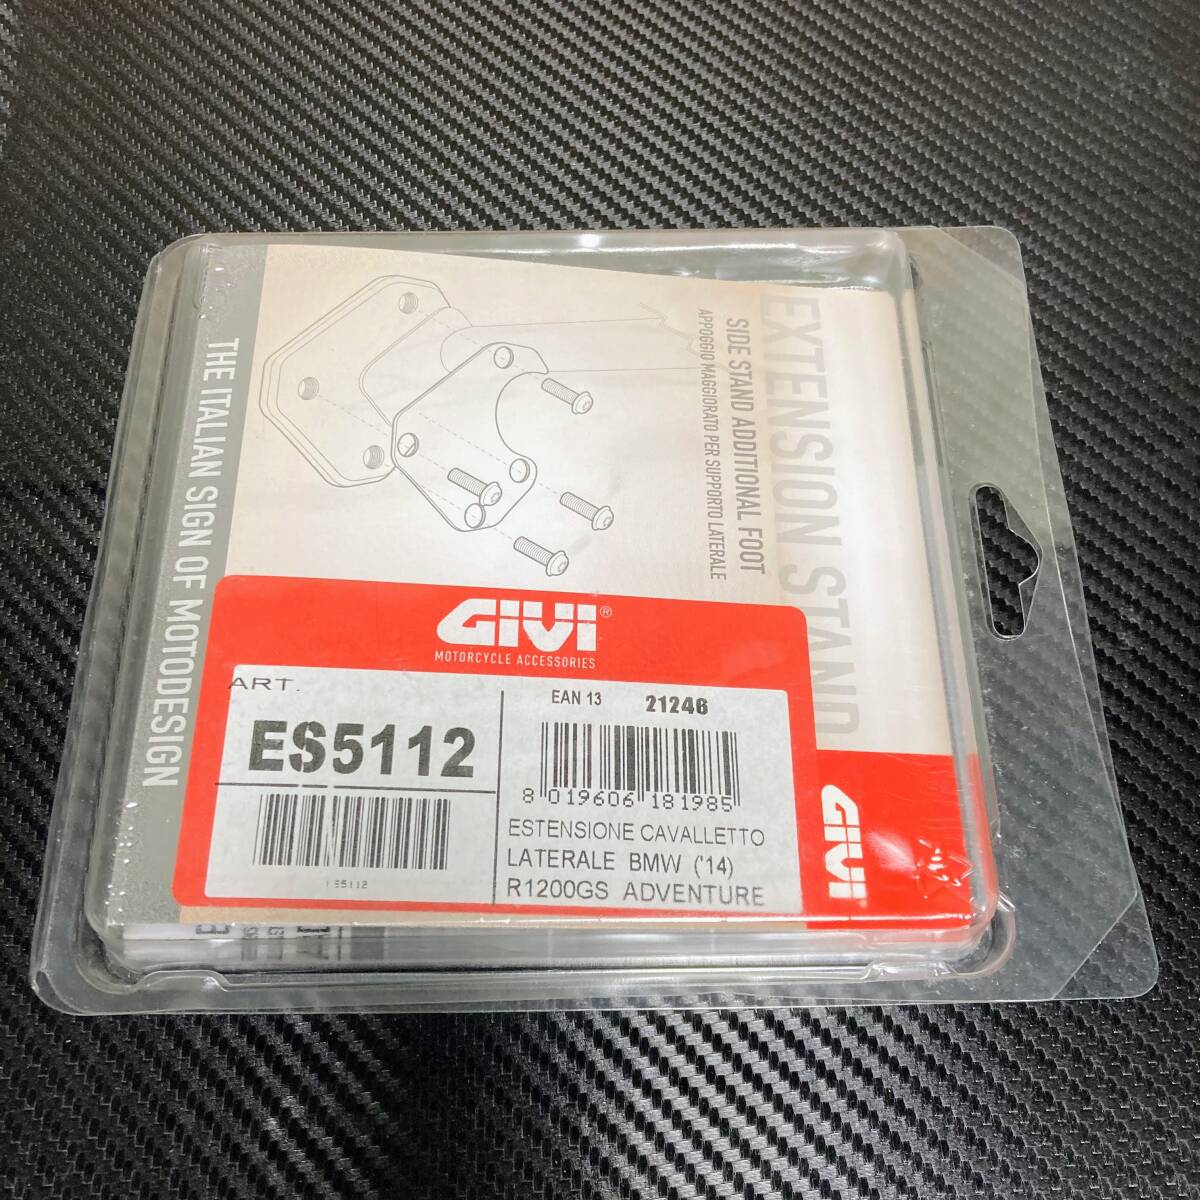 EXTENSION STAND
SIDE STAND ADDITIONAL FOOT
APPOGGIO MAGGIORATO PER SUPPORTO LATERALE
THE ITALIAN SIGN OF MOTODESIGN
GIVI®
MOTORCYCLE ACCESSORIES
ART.
ES5112
EAN 13 21246
8 019606 181985
ESTENSIONE CAVALLETTO
LATERALE BMW ('14)
R1200GS ADVENTURE
GIVI